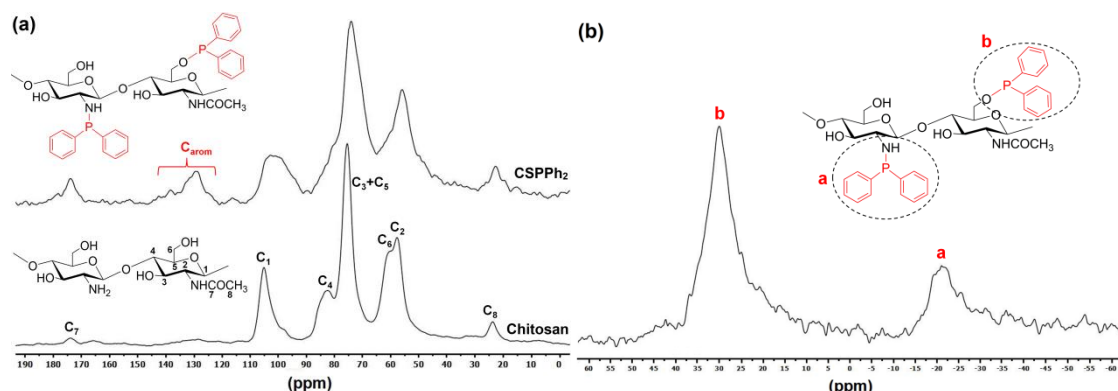 (a)
OH
HO
O
NH
P
O
O
P
HO
NHCOCH₃
Carom
CSPPh₂
C₃+C₅
C₁
C₄
C₆
C₂
C₇
C₈
OH
HO
O
NH₂
O
4
6
OH
5
O
HO
3
2
1
NHCOCH₃
7 8
Chitosan
190 180 170 160 150 140 130 120 110 100 90 80 70 60 50 40 30 20 10 0
(ppm)
(b)
b
a
b
P
O
OH
O
HO
O
NH
O
HO
NHCOCH₃
a
P
60 55 50 45 40 35 30 25 20 15 10 5 0 -5 -10 -15 -20 -25 -30 -35 -40 -45 -50 -55 -60
(ppm)